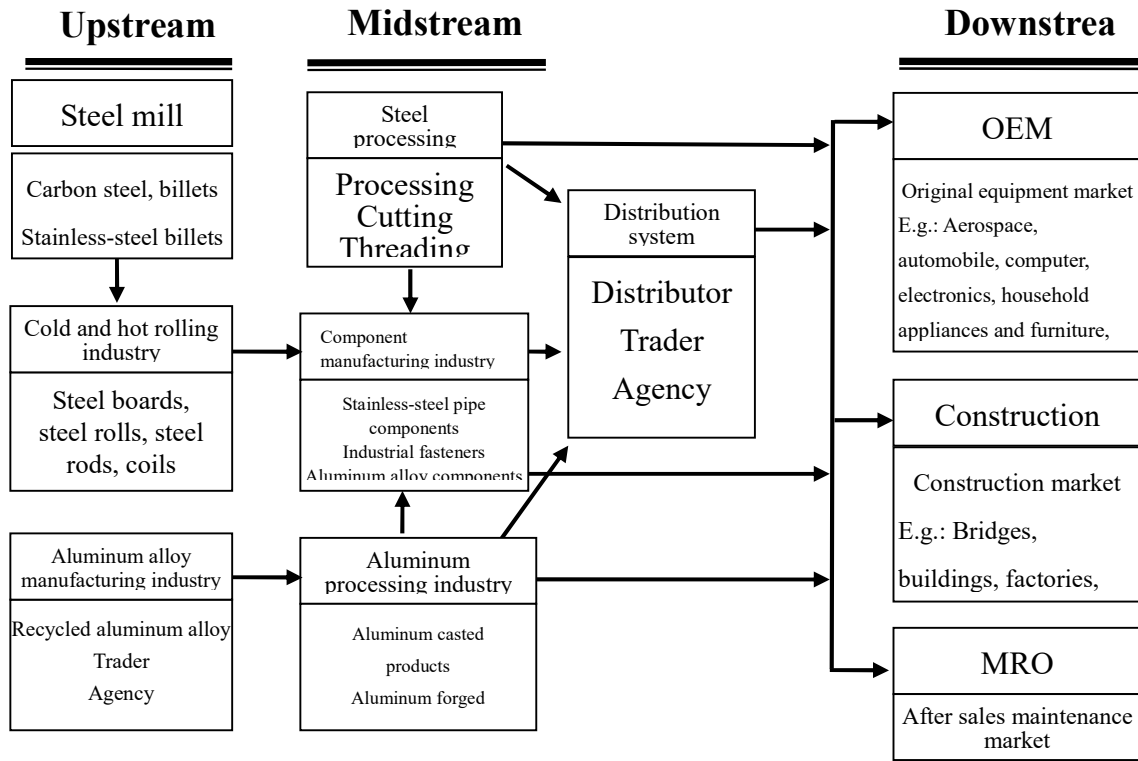 Upstream
Midstream
Downstrea
Steel mill
Carbon steel, billets
Stainless-steel billets
Cold and hot rolling
industry
Steel boards,
steel rolls, steel
rods, coils
Aluminum alloy
manufacturing industry
Recycled aluminum alloy
Trader
Agency
Steel
processing
Processing
Cutting
Threading
Component
manufacturing industry
Stainless-steel pipe
components
Industrial fasteners
Aluminum alloy components
Aluminum
processing industry
Aluminum casted
products
Aluminum forged
Distribution
system
Distributor
Trader
Agency
OEM
Original equipment market
E.g.: Aerospace,
automobile, computer,
electronics, household
appliances and furniture,
Construction
Construction market
E.g.: Bridges,
buildings, factories,
MRO
After sales maintenance
market